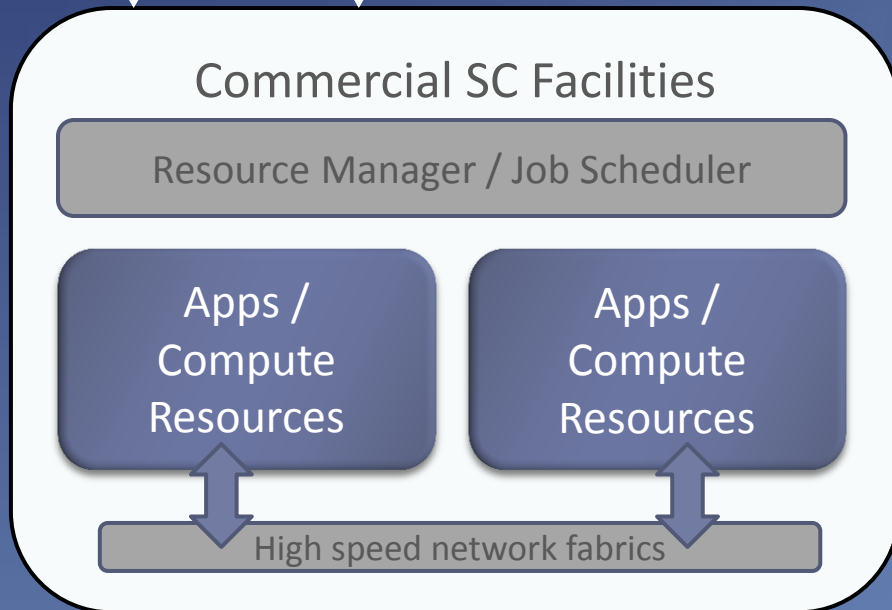 Commercial SC Facilities
Resource Manager / Job Scheduler
Apps /
Compute
Resources
Apps /
Compute
Resources
High speed network fabrics